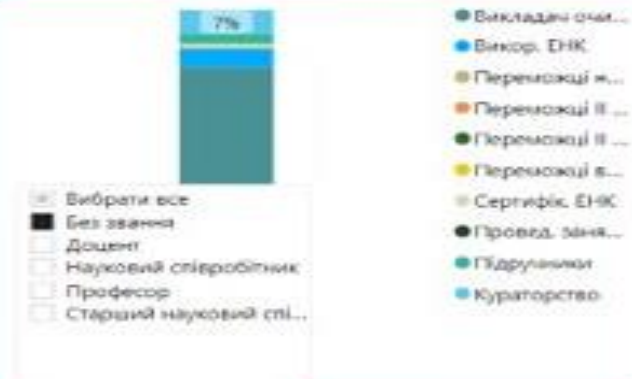 7%
Викладач очи...
Викор. ЕНК
Переможці н...
Переможці ІІ ...
Переможці ІІ ...
Переможці в...
Сертифік. ЕНК
Провед. заня...
Підручники
Кураторство
Вибрати все
Без звання
Доцент
Науковий співробітник
Професор
Старший науковий спі...